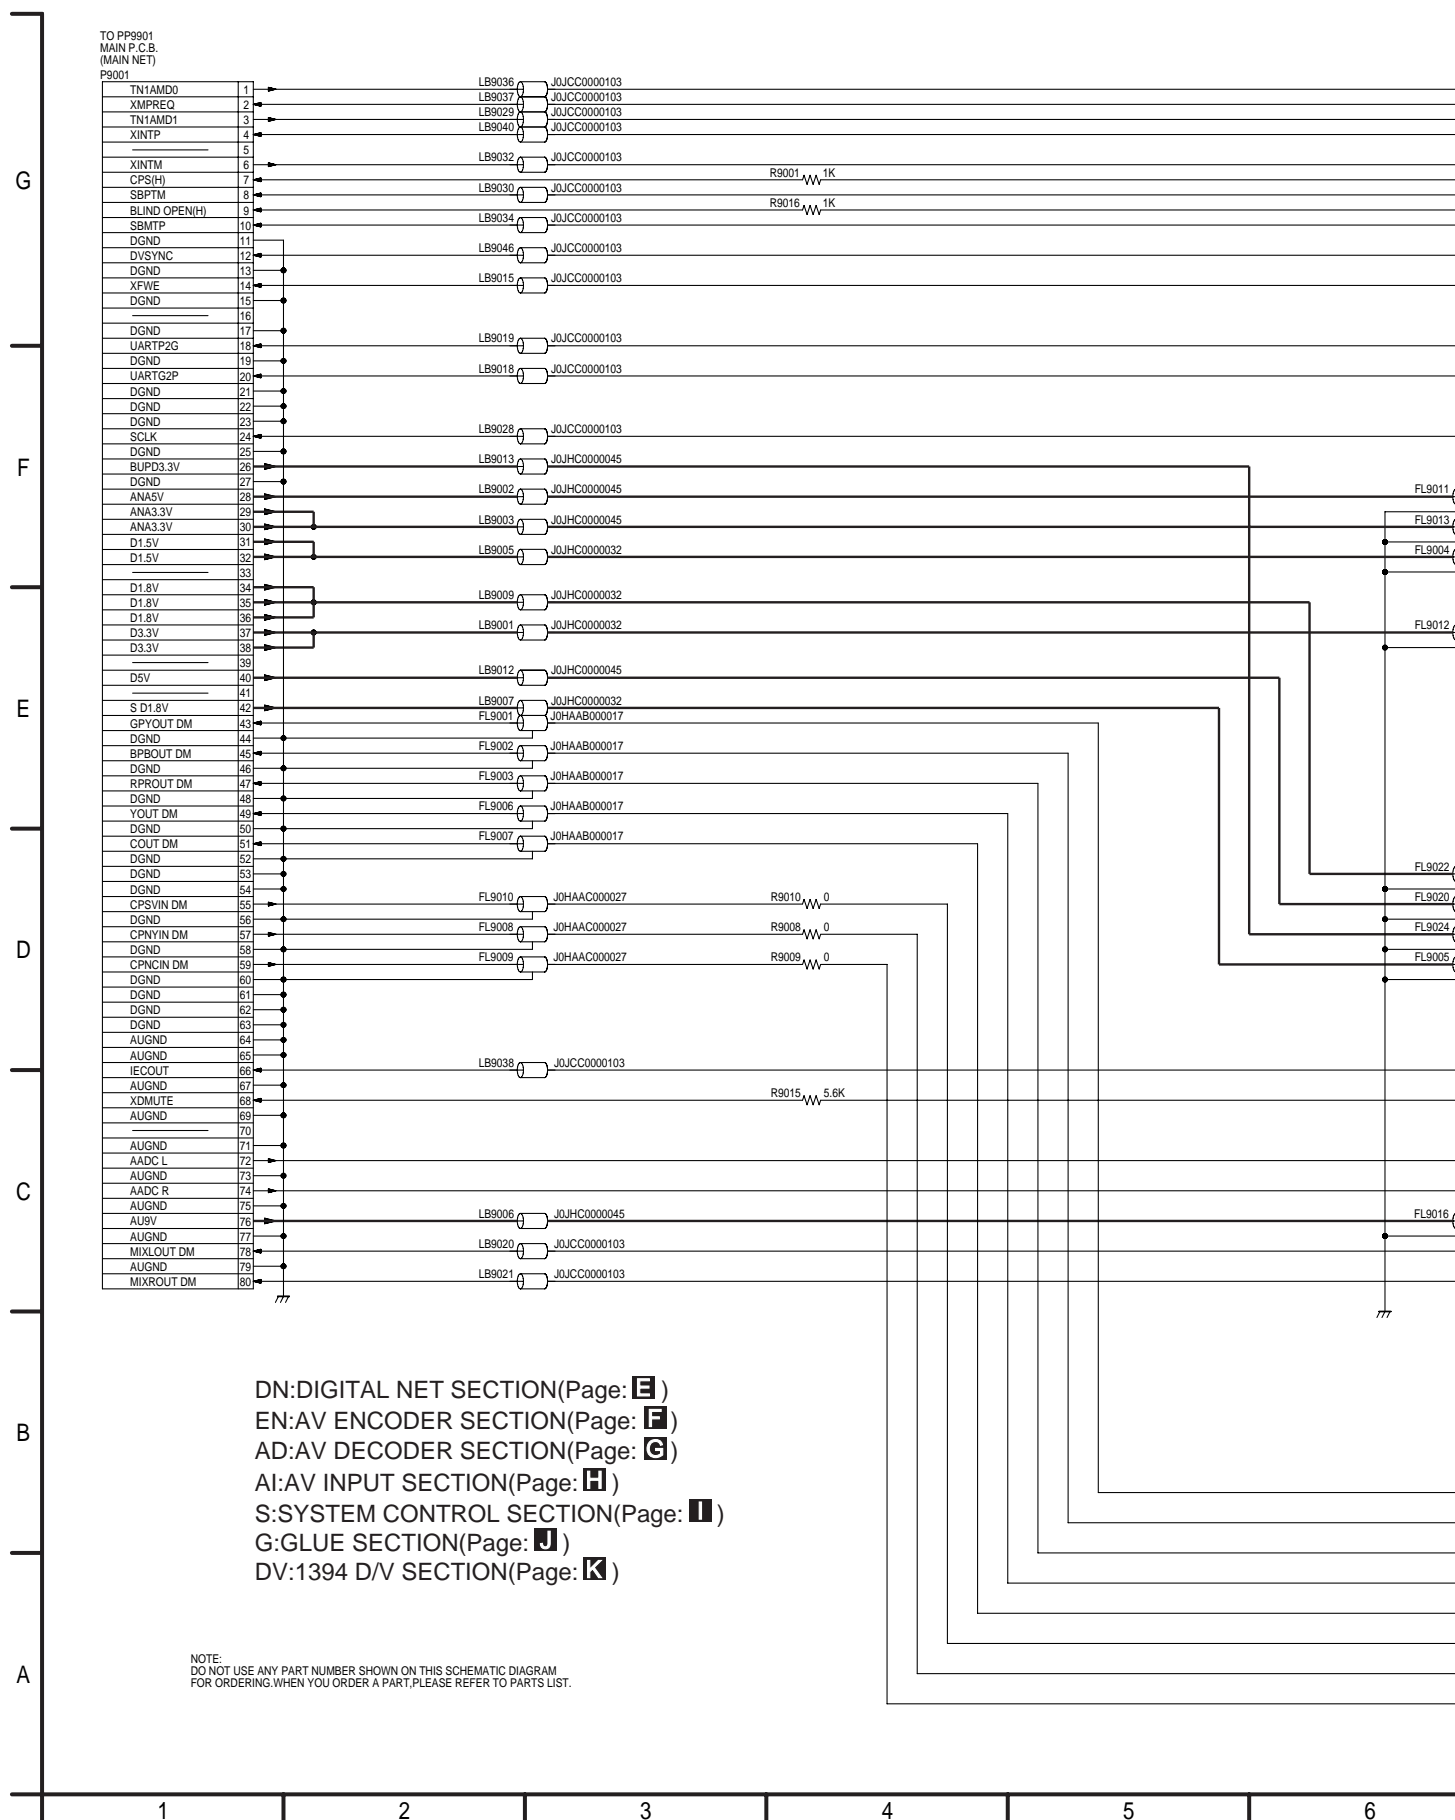 TO PP9901
MAIN P.C.B.
(MAIN NET)
P9001
TN1AMD0 1 LB9036 J0JCC0000103
XMPREQ 2 LB9037 J0JCC0000103
TN1AMD1 3 LB9029 J0JCC0000103
XINTP 4 LB9040 J0JCC0000103
5
XINTM 6 LB9032 J0JCC0000103
G
CPS(H) 7 R9001 1K
SBPTM 8 LB9030 J0JCC0000103
BLIND OPEN(H) 9 R9016 1K
SBMTP 10 LB9034 J0JCC0000103
DGND 11
DVSYNC 12 LB9046 J0JCC0000103
DGND 13
XFWE 14 LB9015 J0JCC0000103
DGND 15
16
DGND 17
UARTP2G 18 LB9019 J0JCC0000103
DGND 19
UARTG2P 20 LB9018 J0JCC0000103
DGND 21
DGND 22
DGND 23
SCLK 24 LB9028 J0JCC0000103
DGND 25
F
BUPD3.3V 26 LB9013 J0JHC0000045
DGND 27
ANA5V 28 LB9002 J0JHC0000045 FL9011
ANA3.3V 29
ANA3.3V 30 LB9003 J0JHC0000045 FL9013
D1.5V 31
D1.5V 32 LB9005 J0JHC0000032 FL9004
33
D1.8V 34
D1.8V 35 LB9009 J0JHC0000032
D1.8V 36
D3.3V 37 LB9001 J0JHC0000032 FL9012
D3.3V 38
39
D5V 40 LB9012 J0JHC0000045
41
E
S D1.8V 42 LB9007 J0JHC0000032
GPYOUT DM 43 FL9001 J0HAAB000017
DGND 44
BPBOUT DM 45 FL9002 J0HAAB000017
DGND 46
RPROUT DM 47 FL9003 J0HAAB000017
DGND 48
YOUT DM 49 FL9006 J0HAAB000017
DGND 50
COUT DM 51 FL9007 J0HAAB000017
DGND 52
DGND 53 FL9022
DGND 54
CPSVIN DM 55 FL9010 J0HAAC000027 R9010 0 FL9020
DGND 56
CPNYIN DM 57 FL9008 J0HAAC000027 R9008 0 FL9024
D
DGND 58
CPNCIN DM 59 FL9009 J0HAAC000027 R9009 0 FL9005
DGND 60
DGND 61
DGND 62
DGND 63
AUGND 64
AUGND 65
IECOUT 66 LB9038 J0JCC0000103
AUGND 67
XDMUTE 68 R9015 5.6K
AUGND 69
70
AUGND 71
AADC L 72
AUGND 73
C
AADC R 74
AUGND 75
AU9V 76 LB9006 J0JHC0000045 FL9016
AUGND 77
MIXLOUT DM 78 LB9020 J0JCC0000103
AUGND 79
MIXROUT DM 80 LB9021 J0JCC0000103
DN:DIGITAL NET SECTION(Page: E )
EN:AV ENCODER SECTION(Page: F )
B
AD:AV DECODER SECTION(Page: G )
AI:AV INPUT SECTION(Page: H )
S:SYSTEM CONTROL SECTION(Page: I )
G:GLUE SECTION(Page: J )
DV:1394 D/V SECTION(Page: K )
NOTE:
DO NOT USE ANY PART NUMBER SHOWN ON THIS SCHEMATIC DIAGRAM
A
FOR ORDERING.WHEN YOU ORDER A PART,PLEASE REFER TO PARTS LIST.
1 2 3 4 5 6